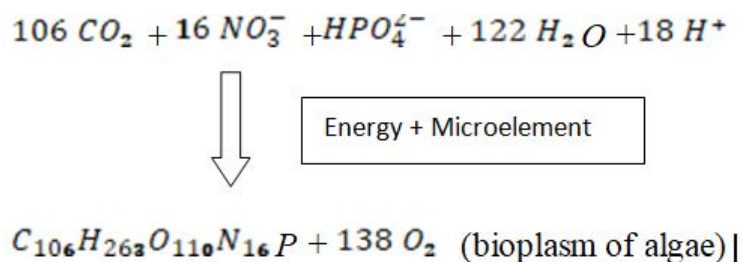 106 CO₂ + 16 NO₃⁻ +HPO₄²⁻ + 122 H₂O +18 H⁺
Energy + Microelement
C₁₀₆H₂₆₃O₁₁₀N₁₆P + 138 O₂ (bioplasm of algae)